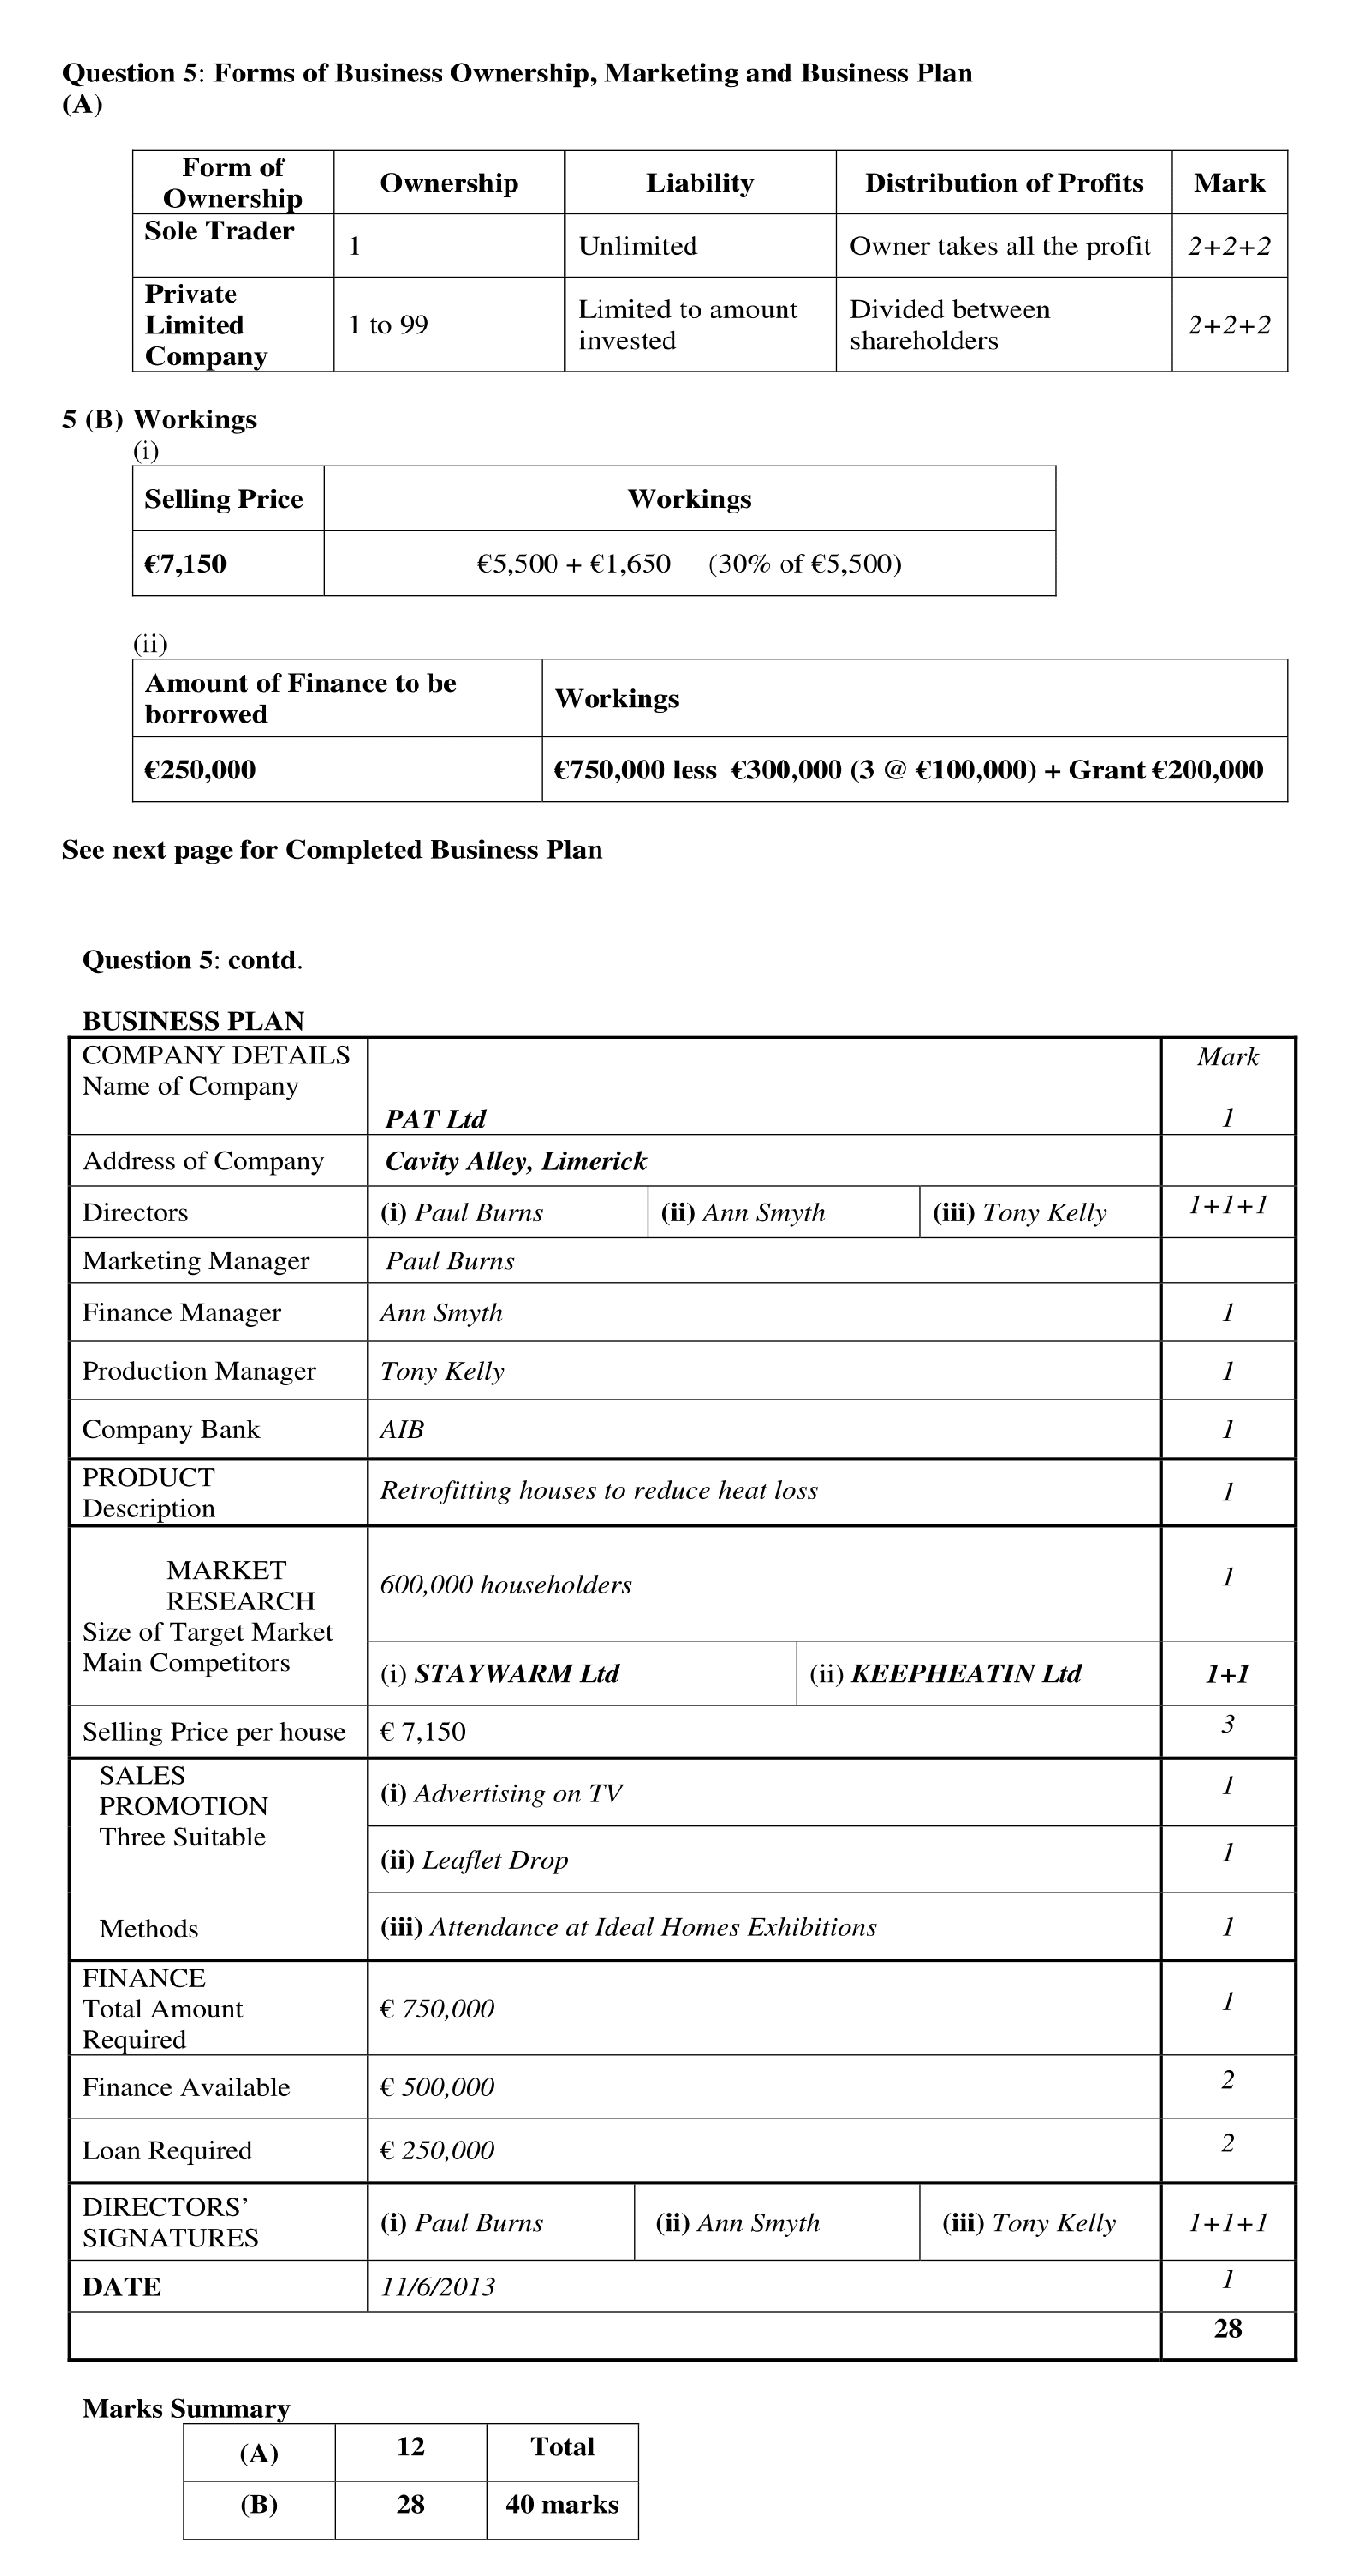 Question 5: Forms of Business Ownership, Marketing and Business Plan
(A)
Form of Ownership Ownership Liability Distribution of Profits Mark
Sole Trader 1 Unlimited Owner takes all the profit 2+2+2
Private Limited Company 1 to 99 Limited to amount invested Divided between shareholders 2+2+2
5 (B) Workings
(i)
Selling Price Workings
€7,150 €5,500 + €1,650 (30% of €5,500)
(ii)
Amount of Finance to be borrowed Workings
€250,000 €750,000 less €300,000 (3 @ €100,000) + Grant €200,000
See next page for Completed Business Plan
Question 5: contd.
BUSINESS PLAN
COMPANY DETAILS Mark
Name of Company
PAT Ltd 1
Address of Company Cavity Alley, Limerick
Directors (i) Paul Burns (ii) Ann Smyth (iii) Tony Kelly 1+1+1
Marketing Manager Paul Burns
Finance Manager Ann Smyth 1
Production Manager Tony Kelly 1
Company Bank AIB 1
PRODUCT
Description Retrofitting houses to reduce heat loss 1
MARKET
RESEARCH 600,000 householders 1
Size of Target Market
Main Competitors (i) STAYWARM Ltd (ii) KEEPHEATIN Ltd 1+1
Selling Price per house € 7,150 3
SALES
PROMOTION (i) Advertising on TV 1
Three Suitable (ii) Leaflet Drop 1
Methods (iii) Attendance at Ideal Homes Exhibitions 1
FINANCE
Total Amount € 750,000 1
Required
Finance Available € 500,000 2
Loan Required € 250,000 2
DIRECTORS'
SIGNATURES (i) Paul Burns (ii) Ann Smyth (iii) Tony Kelly 1+1+1
DATE 11/6/2013 1
28
Marks Summary
(A) 12 Total
(B) 28 40 marks